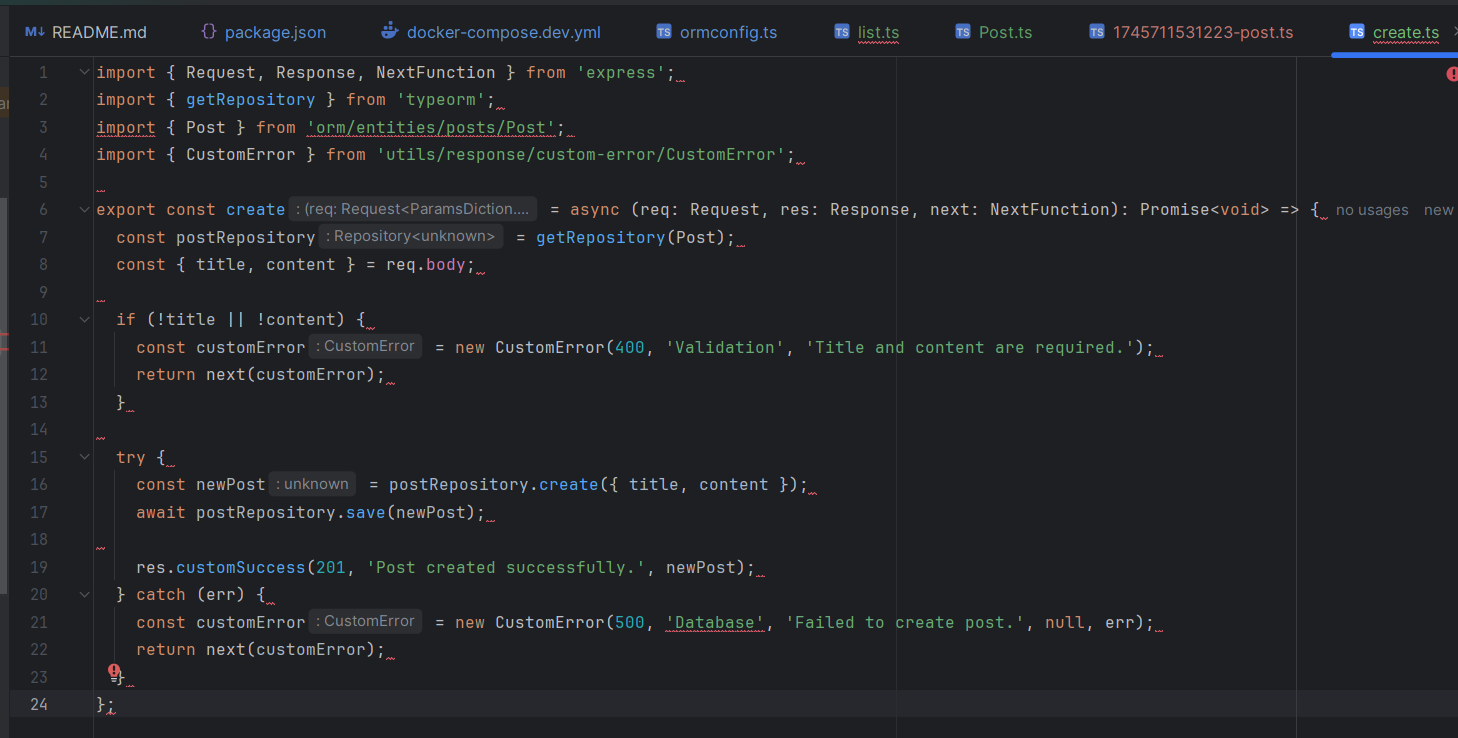 M↓ README.md {} package.json docker-compose.dev.yml TS ormconfig.ts TS list.ts TS Post.ts TS 1745711531223-post.ts TS create.ts
1 import { Request, Response, NextFunction } from 'express';
2 import { getRepository } from 'typeorm';
3 import { Post } from 'orm/entities/posts/Post';
4 import { CustomError } from 'utils/response/custom-error/CustomError';
5
6 export const create : (req: Request<ParamsDiction.... = async (req: Request, res: Response, next: NextFunction): Promise<void> => { no usages new
7 const postRepository : Repository<unknown> = getRepository(Post);
8 const { title, content } = req.body;
9
10 if (!title || !content) {
11 const customError : CustomError = new CustomError(400, 'Validation', 'Title and content are required.');
12 return next(customError);
13 }
14
15 try {
16 const newPost : unknown = postRepository.create({ title, content });
17 await postRepository.save(newPost);
18
19 res.customSuccess(201, 'Post created successfully.', newPost);
20 } catch (err) {
21 const customError : CustomError = new CustomError(500, 'Database', 'Failed to create post.', null, err);
22 return next(customError);
23 }
24 };